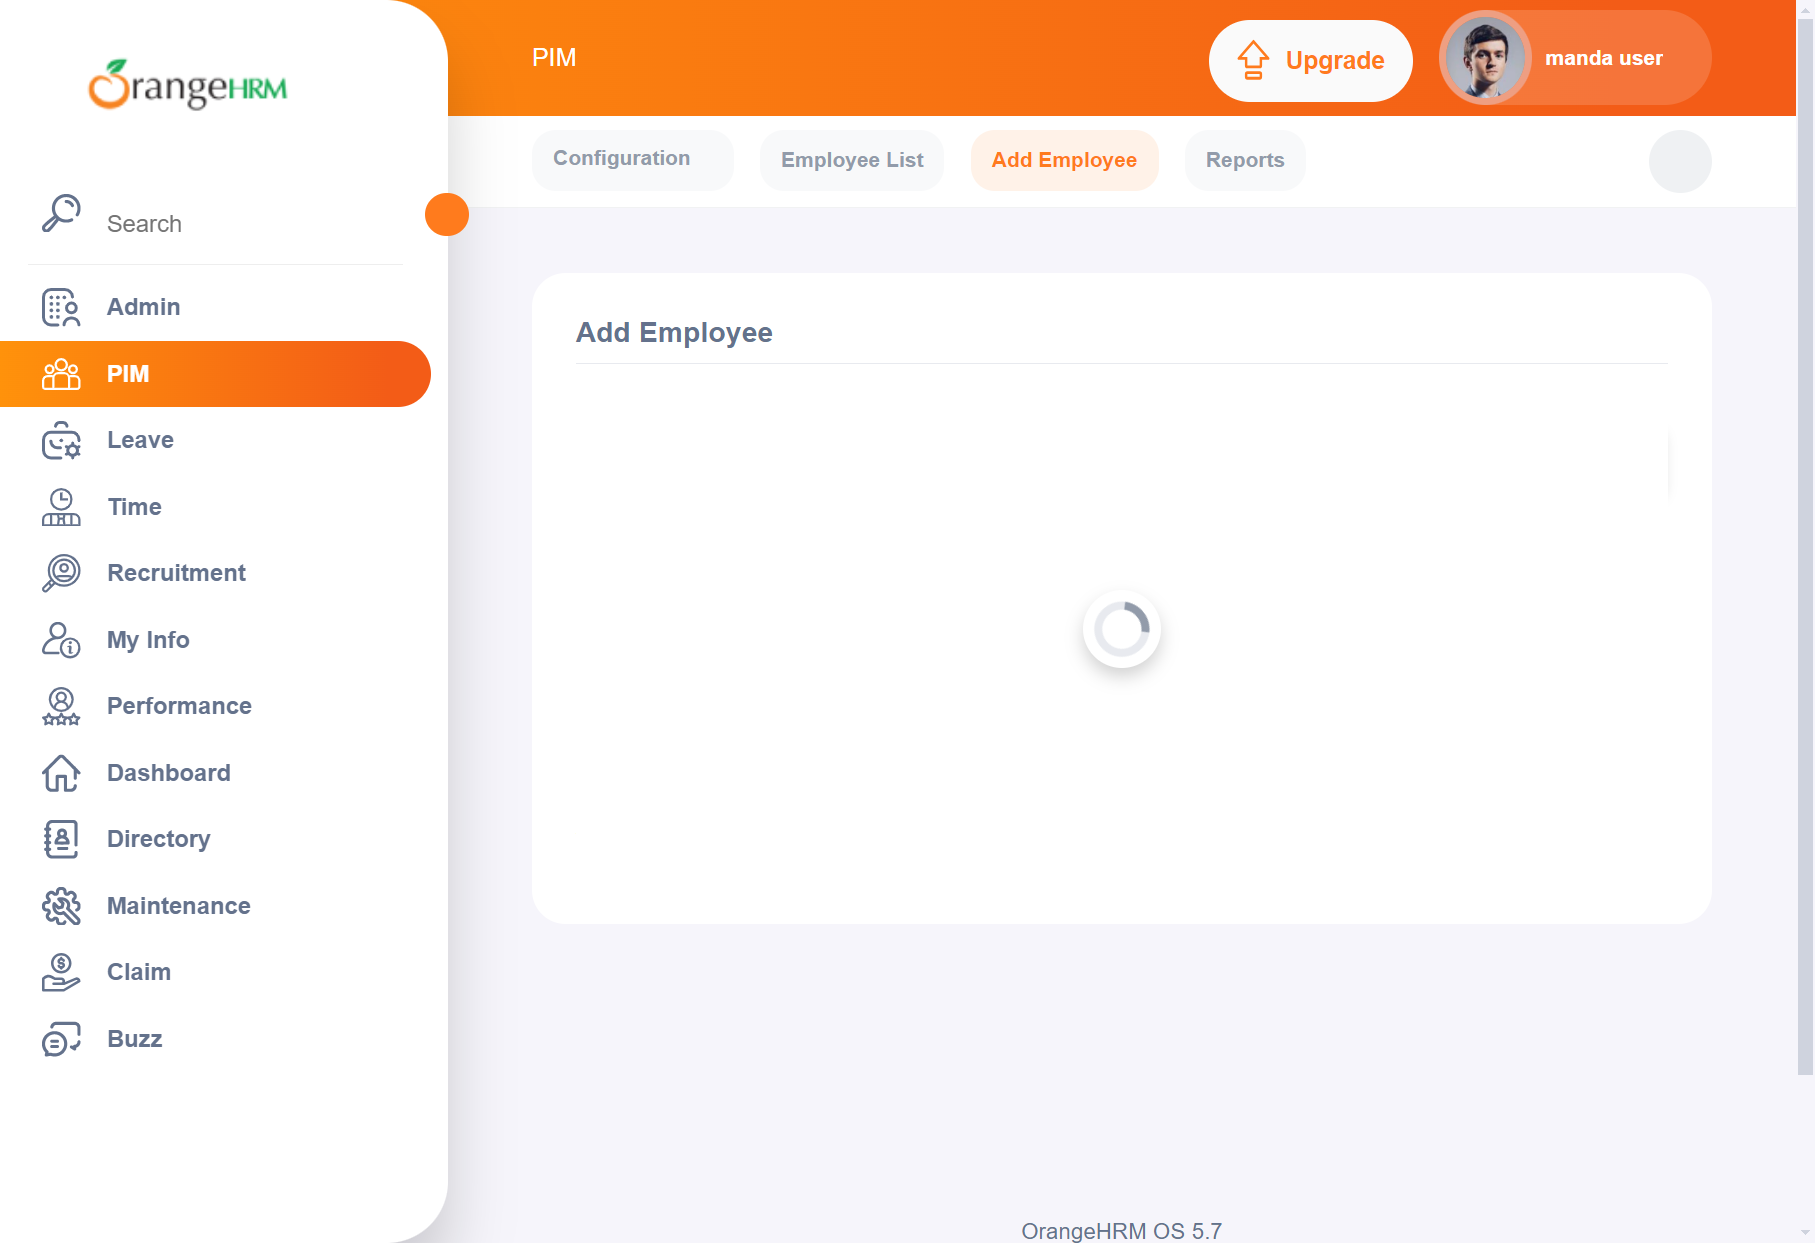 OrangeHRM
PIM
Upgrade
manda user
Configuration
Employee List
Add Employee
Reports
Search
Admin
PIM
Leave
Time
Recruitment
My Info
Performance
Dashboard
Directory
Maintenance
Claim
Buzz
Add Employee
OrangeHRM OS 5.7